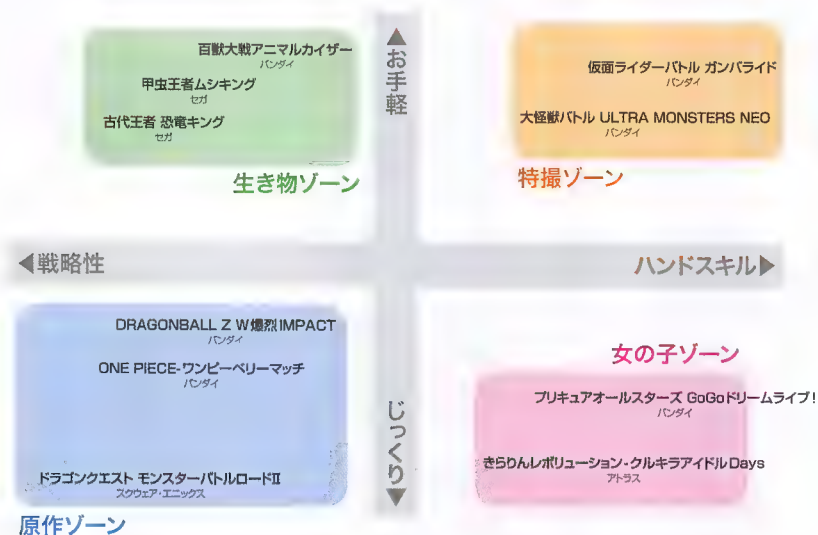 ▲お手軽
百獣大戦アニマルカイザー
バンダイ
甲虫王者ムシキング
セガ
古代王者 恐竜キング
セガ
生き物ゾーン
仮面ライダーバトル ガンバライド
バンダイ
大怪獣バトル ULTRA MONSTERS NEO
バンダイ
特撮ゾーン
◀戦略性
ハンドスキル▶
DRAGONBALL Z W爆烈IMPACT
バンダイ
ONE PIECE-ワンピーベリーマッチ
バンダイ
ドラゴンクエスト モンスターバトルロードⅡ
スクウェア・エニックス
原作ゾーン
じっくり▼
女の子ゾーン
プリキュアオールスターズ GoGoドリームライブ!
バンダイ
きらりんレボリューション-クルキラアイドルDays
アトラス